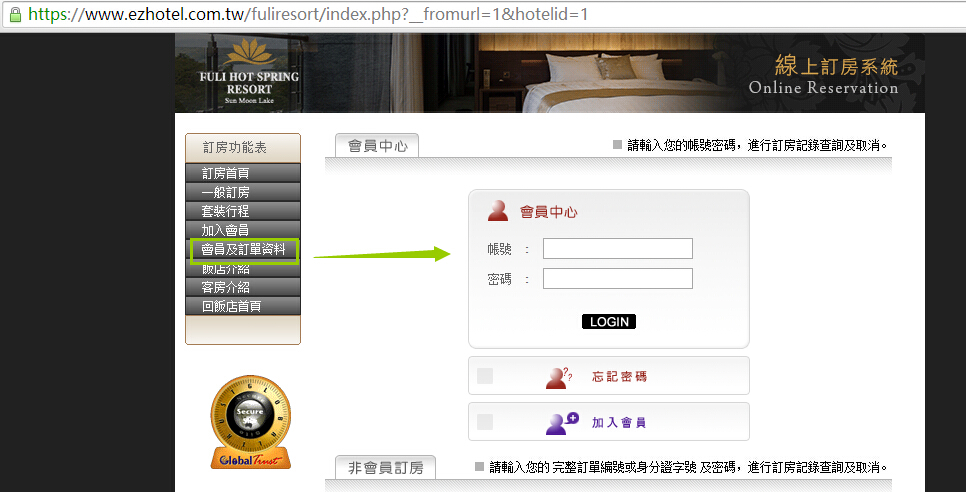 https://www.ezhotel.com.tw/fuliresort/index.php?__fromurl=1&hotelid=1
FULI HOT SPRING
RESORT
Sun Moon Lake
線上訂房系統
Online Reservation
訂房功能表
訂房首頁
一般訂房
套裝行程
加入會員
會員及訂單資料
飯店介紹
客房介紹
回飯店首頁
Secure
GlobalTrust
會員中心
請輸入您的帳號密碼，進行訂房記錄查詢及取消。
會員中心
帳號 ：
密碼 ：
LOGIN
忘記密碼
加入會員
非會員訂房
請輸入您的 完整訂單編號或身分證字號 及密碼，進行訂房記錄查詢及取消。